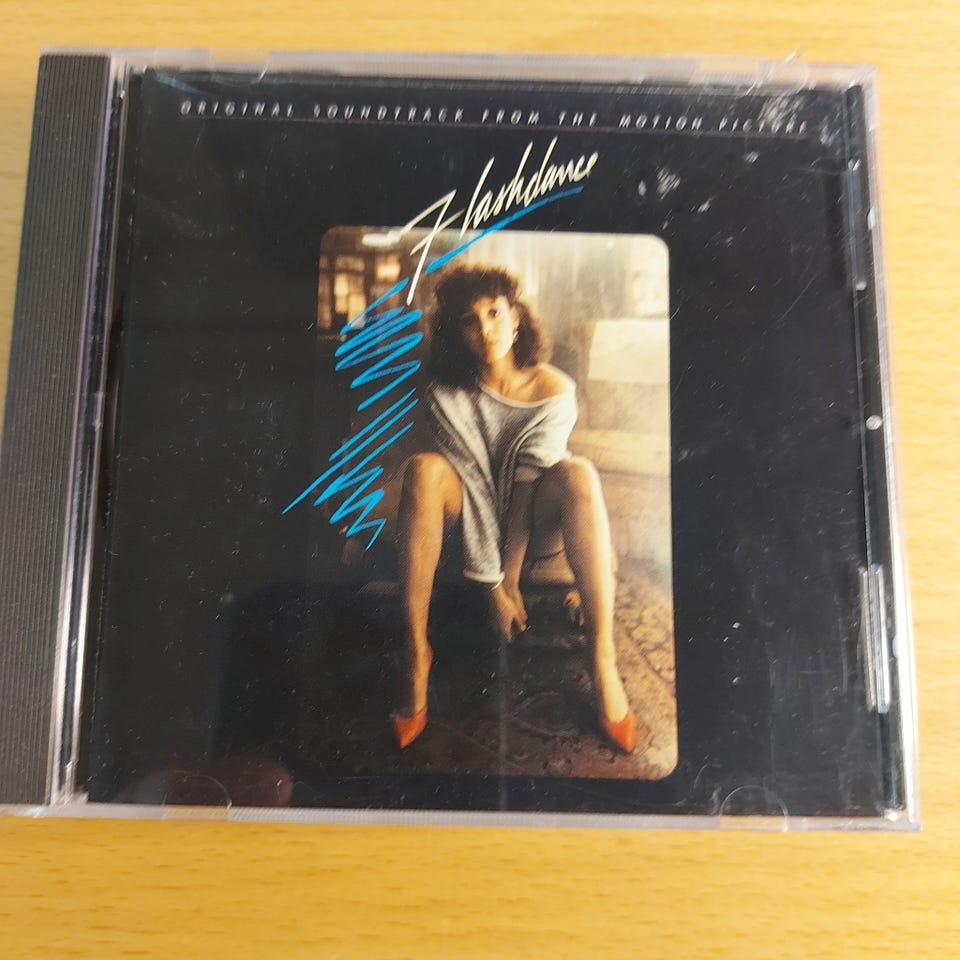 ORIGINAL SOUNDTRACK FROM THE MOTION PICTURE
Flashdance